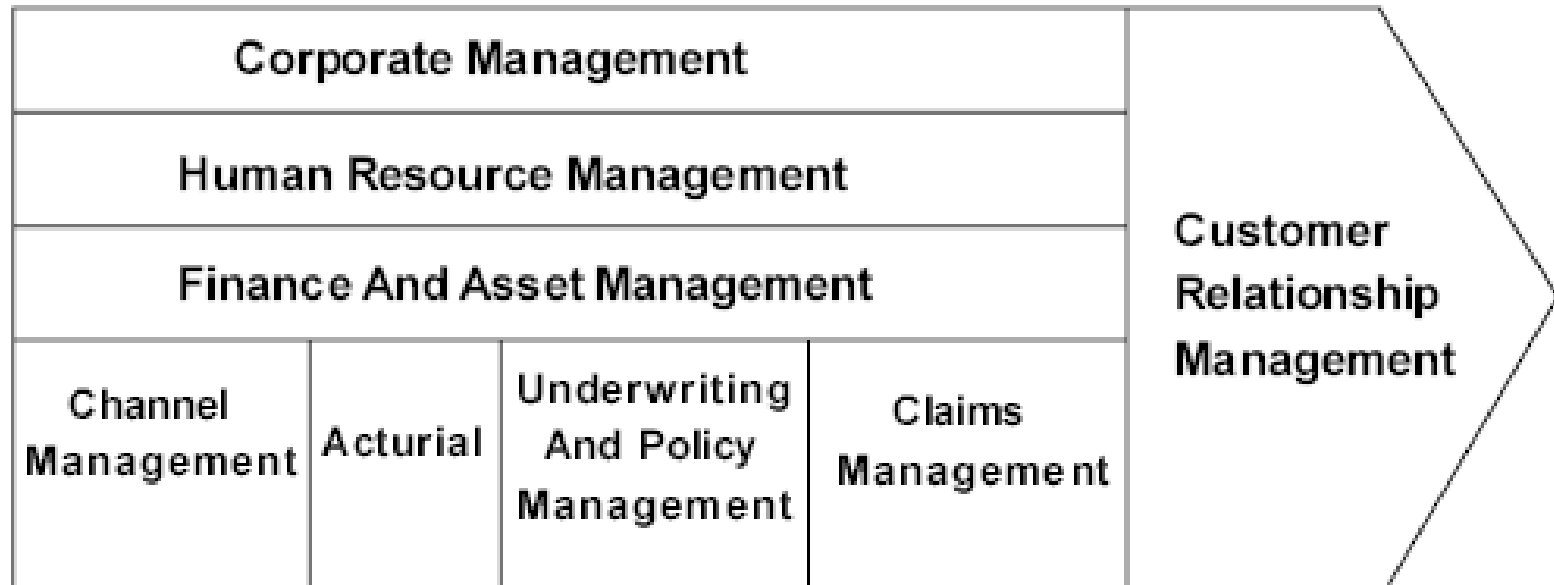 Corporate Management
Human Resource Management
Finance And Asset Management
Channel
Management
Acturial
Underwriting
And Policy
Management
Claims
Management
Customer
Relationship
Management